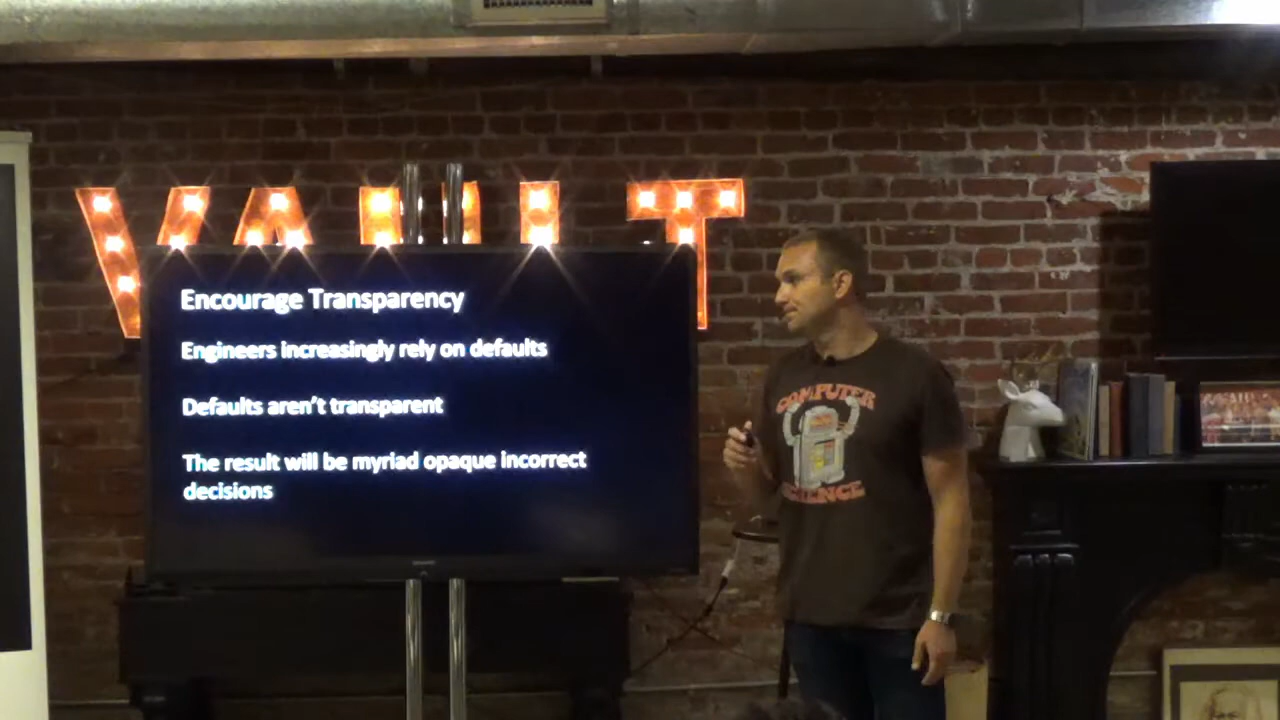 VAULT
Encourage Transparency
Engineers increasingly rely on defaults
Defaults aren't transparent
The result will be myriad opaque incorrect
decisions
COMPUTER
SCIENCE